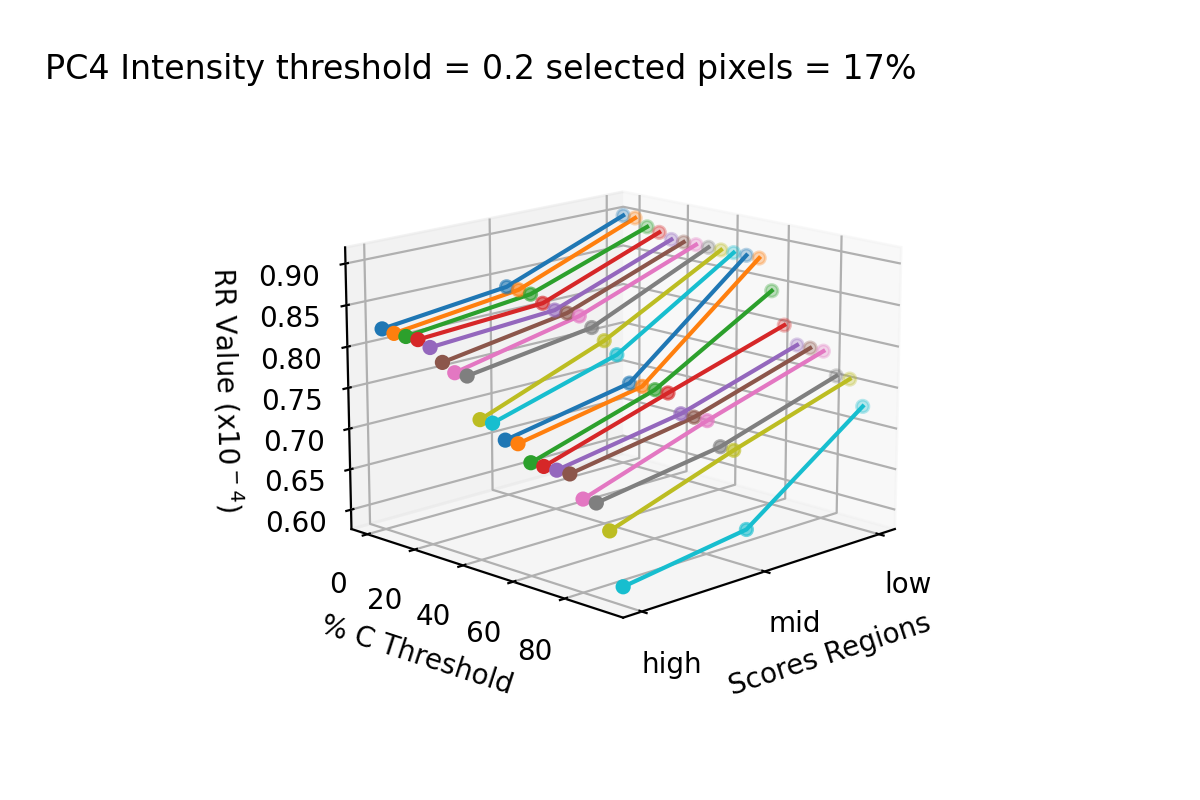 PC4 Intensity threshold = 0.2 selected pixels = 17%
RR Value (x10⁻⁴)
0.90
0.85
0.80
0.75
0.70
0.65
0.60
0
20
40
60
80
% C Threshold
high
mid
low
Scores Regions